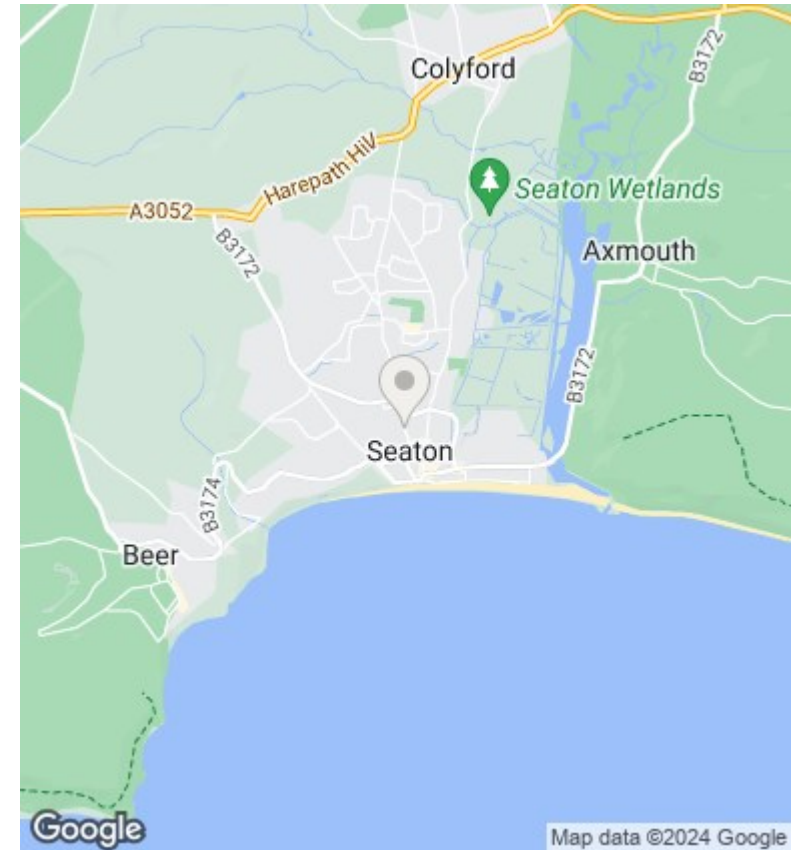 Colyford
B3172
Harepath Hill
Seaton Wetlands
A3052
B3172
Axmouth
B3172
Seaton
B3174
Beer
Google
Map data ©2024 Google